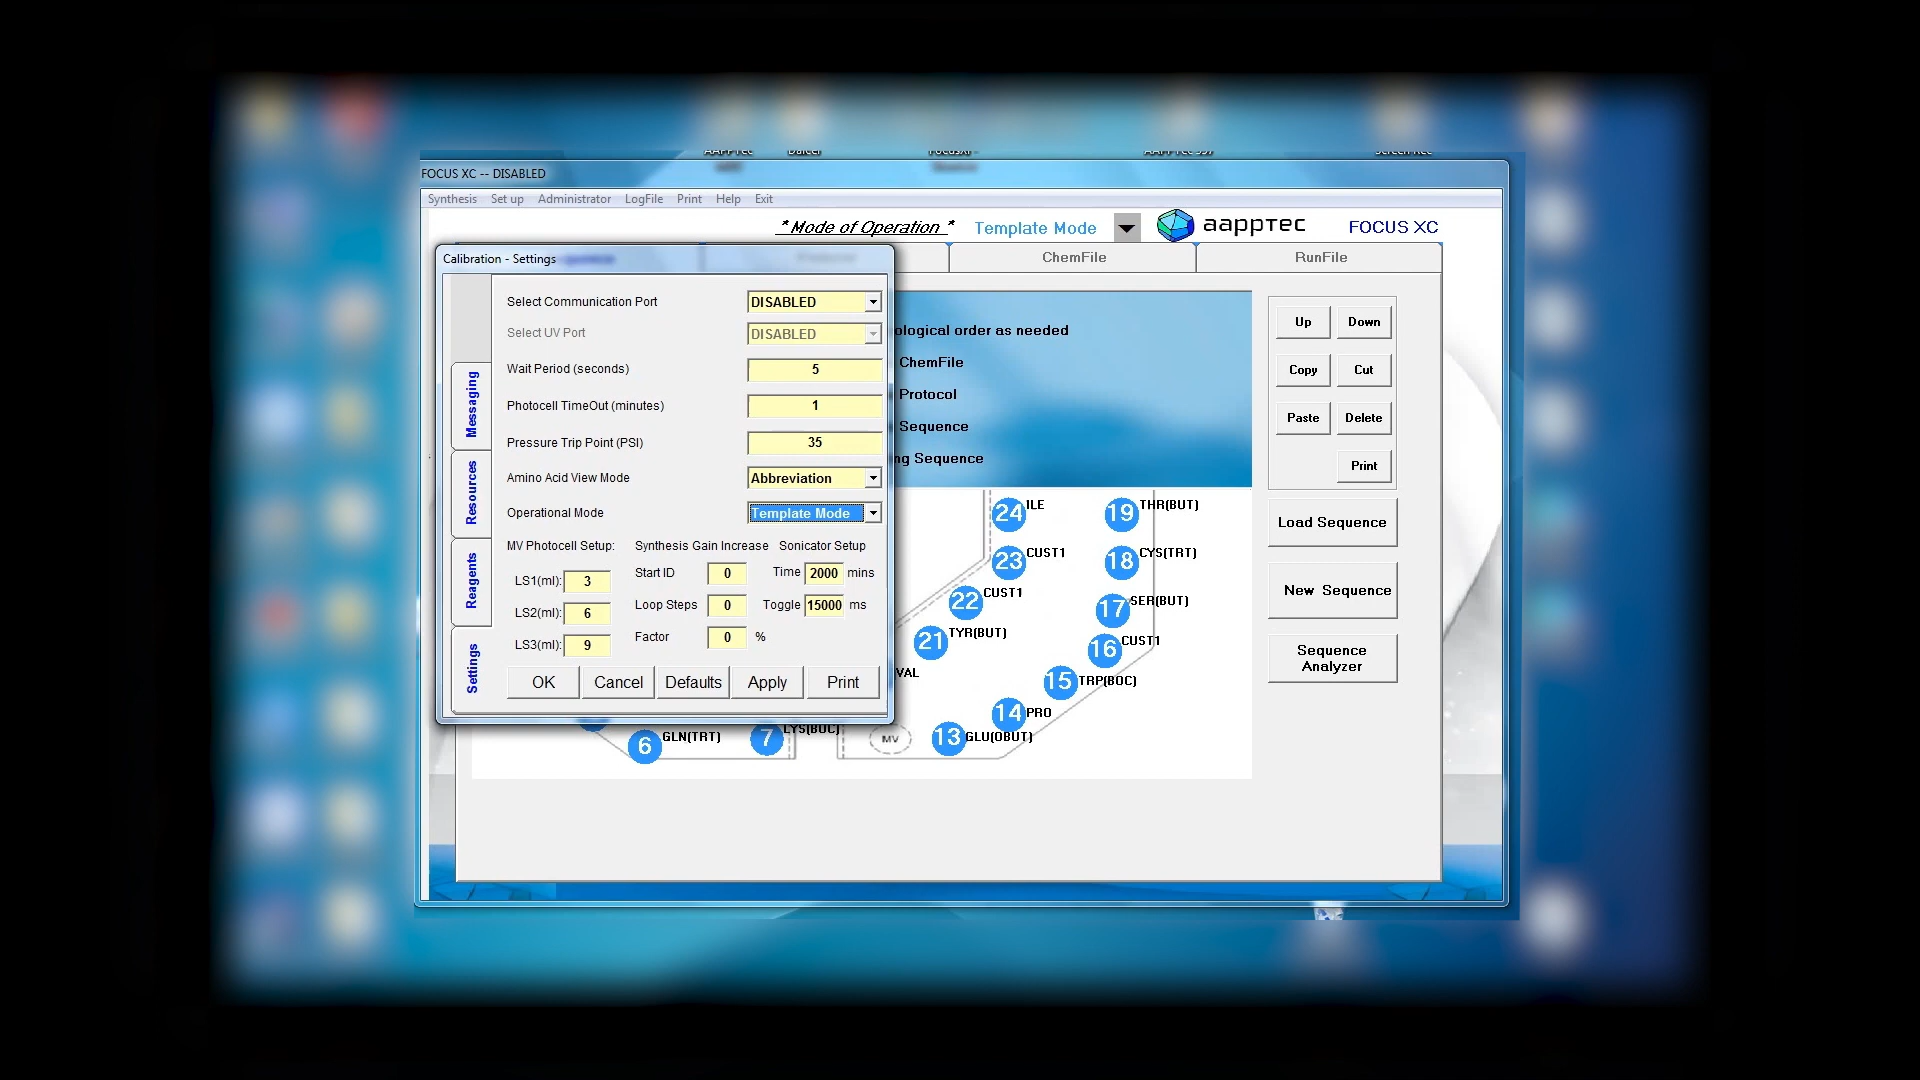 FOCUS XC -- DISABLED
Synthesis Set up Administrator LogFile Print Help Exit
*Mode of Operation * Template Mode aapptec FOCUS XC
Calibration - Settings
ChemFile
RunFile
Select Communication Port DISABLED
Select UV Port DISABLED
Wait Period (seconds) 5
Photocell TimeOut (minutes) 1
Pressure Trip Point (PSI) 35
Amino Acid View Mode Abbreviation
Operational Mode Template Mode
MV Photocell Setup: Synthesis Gain Increase Sonicator Setup
LS1(ml): 3 Start ID 0 Time 2000 mins
LS2(ml): 6 Loop Steps 0 Toggle 15000 ms
LS3(ml): 9 Factor 0 %
OK Cancel Defaults Apply Print
Messaging
Resources
Reagents
Settings
ological order as needed
ChemFile
Protocol
Sequence
ng Sequence
24 ILE
19 THR(BUT)
23 CUST1
18 CYS(TRT)
22 CUST1
17 SER(BUT)
21 TYR(BUT)
16 CUST1
VAL
15 TRP(BOC)
14 PRO
6 GLN(TRT)
7 LYS(BOC)
MV
13 GLU(OBUT)
Up Down
Copy Cut
Paste Delete
Print
Load Sequence
New Sequence
Sequence
Analyzer